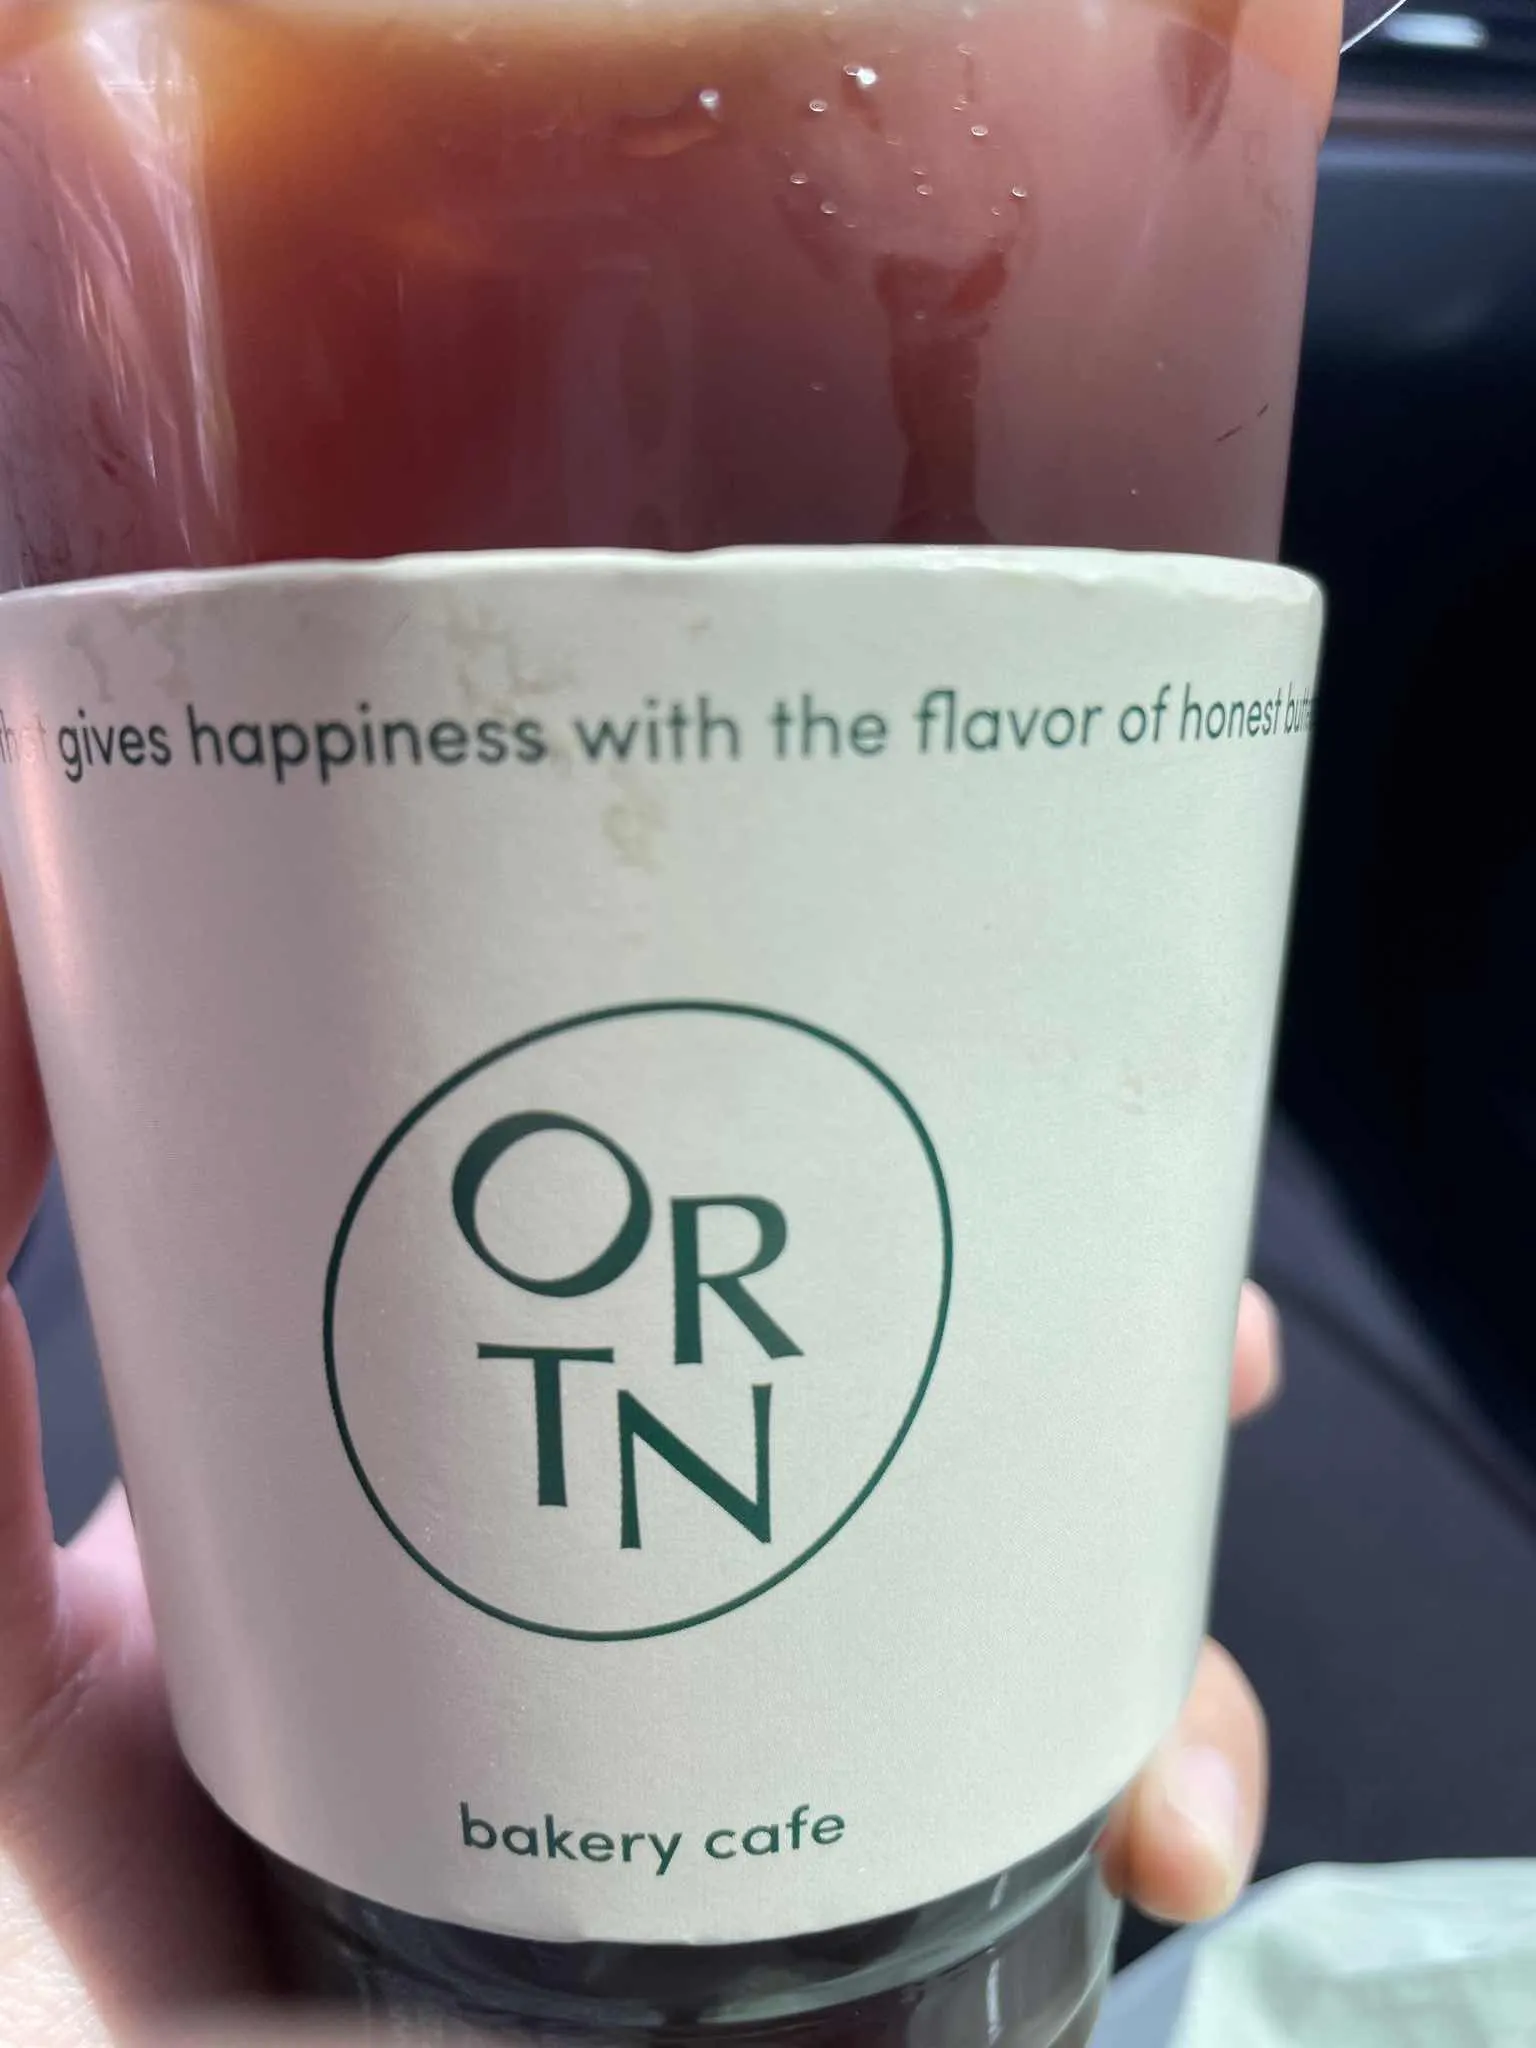 gives happiness with the flavor of honest
OR
TN
bakery cafe